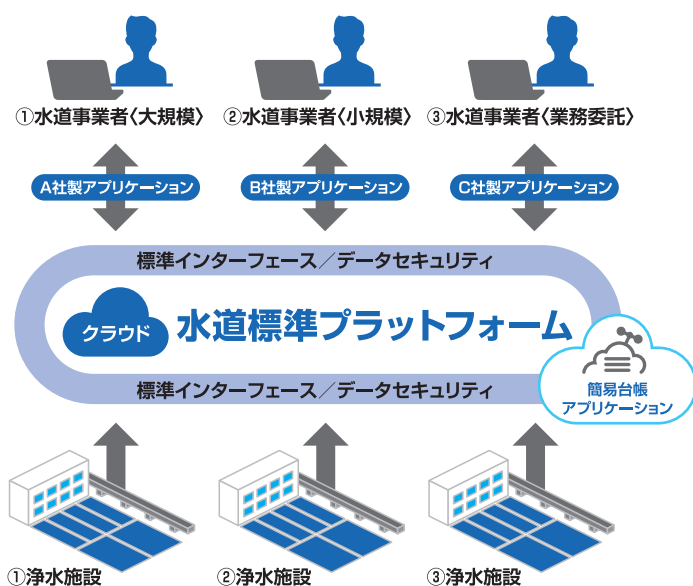 ①水道事業者〈大規模〉 ②水道事業者〈小規模〉 ③水道事業者〈業務委託〉
A社製アプリケーション B社製アプリケーション C社製アプリケーション
標準インターフェース／データセキュリティ
クラウド 水道標準プラットフォーム
標準インターフェース／データセキュリティ
簡易台帳
アプリケーション
①浄水施設 ②浄水施設 ③浄水施設